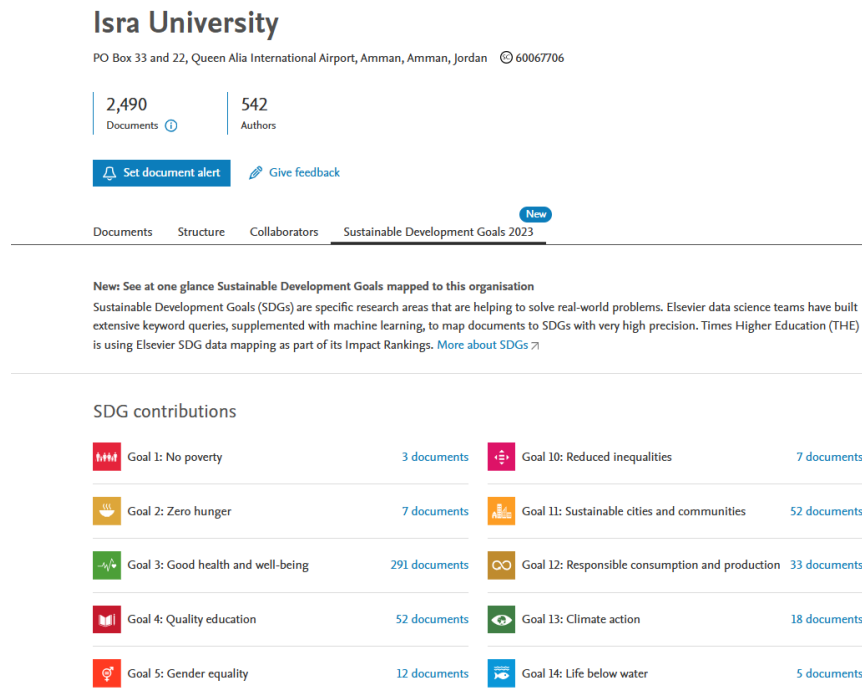 Isra University
PO Box 33 and 22, Queen Alia International Airport, Amman, Amman, Jordan SC 60067706
2,490
Documents i
542
Authors
Set document alert
Give feedback
New
Documents Structure Collaborators Sustainable Development Goals 2023
New: See at one glance Sustainable Development Goals mapped to this organisation
Sustainable Development Goals (SDGs) are specific research areas that are helping to solve real-world problems. Elsevier data science teams have built
extensive keyword queries, supplemented with machine learning, to map documents to SDGs with very high precision. Times Higher Education (THE)
is using Elsevier SDG data mapping as part of its Impact Rankings. More about SDGs
SDG contributions
Goal 1: No poverty 3 documents
Goal 2: Zero hunger 7 documents
Goal 3: Good health and well-being 291 documents
Goal 4: Quality education 52 documents
Goal 5: Gender equality 12 documents
Goal 10: Reduced inequalities 7 documents
Goal 11: Sustainable cities and communities 52 documents
Goal 12: Responsible consumption and production 33 documents
Goal 13: Climate action 18 documents
Goal 14: Life below water 5 documents